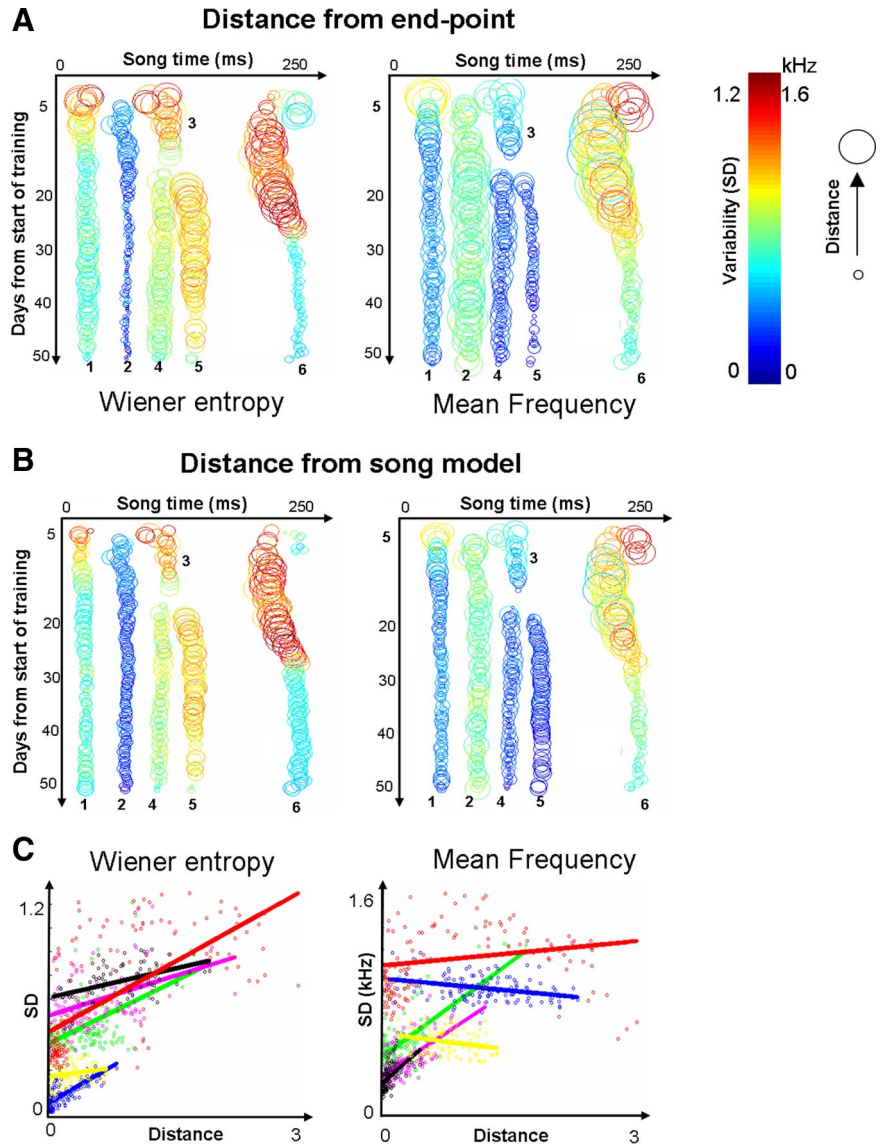 A
Distance from end-point
0 Song time (ms) 250
0 Song time (ms) 250
Days from start of training
5
20
30
40
50
3
1 2 4 5 6
Wiener entropy
5
20
30
40
50
3
1 2 4 5 6
Mean Frequency
kHz
1.2 1.6
Variability (SD)
0 0
Distance
B
Distance from song model
0 Song time (ms) 250
0 Song time (ms) 250
Days from start of training
5
20
30
40
50
3
1 2 4 5 6
5
20
30
40
50
3
1 2 4 5 6
C
Wiener entropy
1.2
SD
0
Distance 3
Mean Frequency
1.6
SD (kHz)
0
0 Distance 3